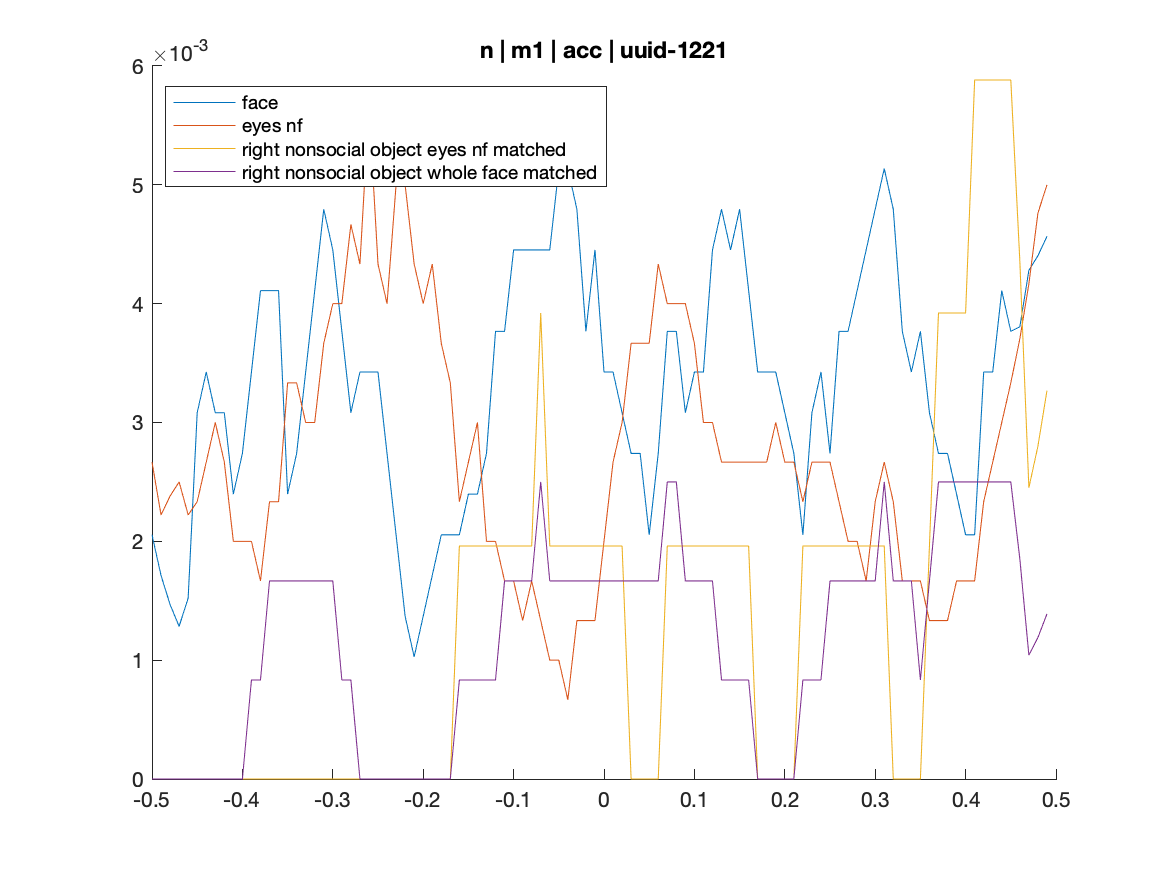 n | m1 | acc | uuid-1221
×10-3
face
eyes nf
right nonsocial object eyes nf matched
right nonsocial object whole face matched
6
5
4
3
2
1
0
-0.5 -0.4 -0.3 -0.2 -0.1 0 0.1 0.2 0.3 0.4 0.5